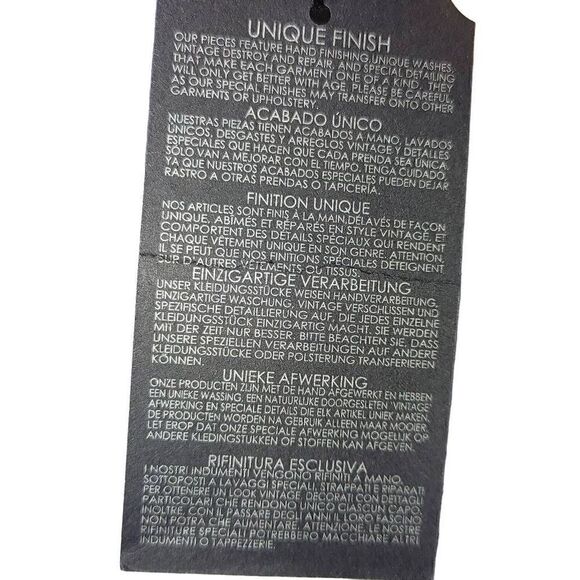 UNIQUE FINISH
OUR PIECES FEATURE HAND FINISHING,UNIQUE WASHES,
VINTAGE DESTROY AND REPAIR, AND SPECIAL DETAILING
THAT MAKE EACH GARMENT ONE OF A KIND. THEY
WILL ONLY GET BETTER WITH AGE. PLEASE BE CAREFUL,
AS OUR SPECIAL FINISHES MAY TRANSFER ONTO OTHER
GARMENTS OR UPHOLSTERY.
ACABADO ÚNICO
NUESTRAS PIEZAS TIENEN ACABADOS A MANO, LAVADOS
ÚNICOS, DESGASTES Y ARREGLOS VINTAGE Y DETALLES
ESPECIALES QUE HACEN QUE CADA PRENDA SEA ÚNICA.
SÓLO VAN A MEJORAR CON EL TIEMPO. TENGA CUIDADO,
YA QUE NUESTROS ACABADOS ESPECIALES PUEDEN DEJAR
RASTRO A OTRAS PRENDAS O TAPICERÍA.
FINITION UNIQUE
NOS ARTICLES SONT FINIS À LA MAIN,DÉLAVÉS DE FAÇON
UNIQUE, ABIMÉS ET RÉPARÉS EN STYLE VINTAGE, ET
COMPORTENT DES DÉTAILS SPÉCIAUX QUI RENDENT
CHAQUE VÊTEMENT UNIQUE EN SON GENRE. ATTENTION,
IL SE PEUT QUE NOS FINITIONS SPÉCIALES DÉTEIGNENT
SUR D'AUTRES VÊTEMENTS OU TISSUS.
EINZIGARTIGE VERARBEITUNG
UNSER KLEIDUNGSSTÜCKE WEISEN HANDVERARBEITUNG,
EINZIGARTIGE WASCHUNG, VINTAGE VERSCHLISSEN UND
SPEZIFISCHE DETAILLIERUNG AUF, DIE JEDES EINZELNE
KLEIDUNGSSTÜCK EINZIGARTIG MACHT. SIE WERDEN
MIT DER ZEIT NUR BESSER. BITTE BEACHTEN SIE, DASS
UNSERE SPEZIELLEN VERARBEITUNGEN AUF ANDERE
KLEIDUNGSSTÜCKE ODER POLSTERUNG TRANSFERIEREN
KÖNNEN.
UNIEKE AFWERKING
ONZE PRODUCTEN ZIJN MET DE HAND AFGEWERKT EN HEBBEN
EEN UNIEKE WASSING, EEN NATUURLIJKE DOORGESLETEN 'VINTAGE'
AFWERKING EN SPECIALE DETAILS DIE ELK ARTIKEL UNIEK MAKEN.
DE PRODUCTEN WORDEN NA GEBRUIK ALLEEN MAAR MOOIER.
LET EROP DAT ONZE SPECIALE AFWERKING MOGELIJK OP
ANDERE KLEDINGSTUKKEN OF STOFFEN KAN AFGEVEN.
RIFINITURA ESCLUSIVA
I NOSTRI INDUMENTI VENGONO RIFINITI A MANO,
SOTTOPOSTI A LAVAGGI SPECIALI, STRAPPATI E RIPARATI
PER OTTENERE UN LOOK VINTAGE, DECORATI CON DETTAGLI
PARTICOLARI CHE RENDONO UNICO CIASCUN CAPO.
INOLTRE, CON IL PASSARE DEGLI ANNI IL LORO FASCINO
NON POTRÀ CHE AUMENTARE. ATTENZIONE, LE NOSTRE
RIFINITURE SPECIALI POTREBBERO MACCHIARE ALTRI
INDUMENTI O TAPPEZZERIE.